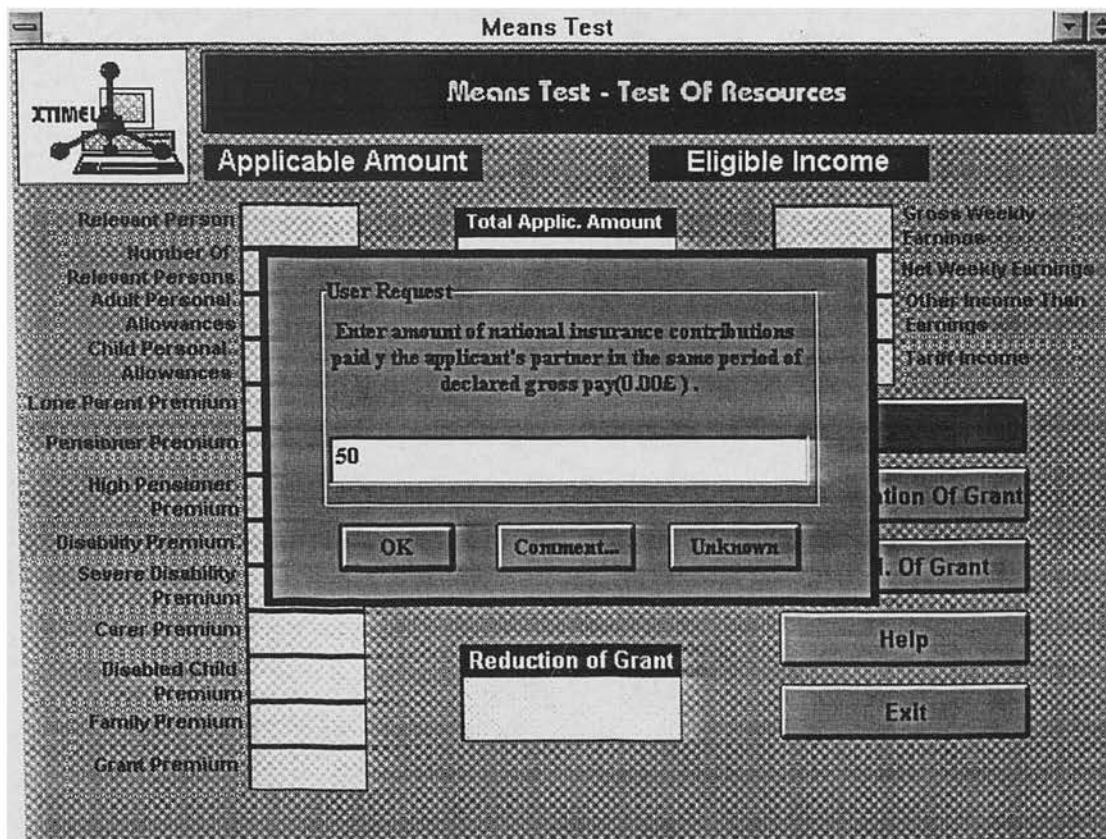 Means Test
XTIMEL
Means Test - Test Of Resources
Applicable Amount
Eligible Income
Relevant Person
Number Of
Relevant Persons
Adult Personal
Allowances
Child Personal
Allowances
Lone Parent Premium
Pensioner Premium
High Pensioner
Premium
Disability Premium
Severe Disability
Premium
Carer Premium
Disabled Child
Premium
Family Premium
Grant Premium
Total Applic. Amount
Gross Weekly
Earnings
Net Weekly Earnings
Other Income Than
Earnings
Tariff Income
User Request
Enter amount of national insurance contributions
paid y the applicant's partner in the same period of
declared gross pay(0.00£) .
50
OK
Comment...
Unknown
Of Grant
. Of Grant
Help
Exit
Reduction of Grant